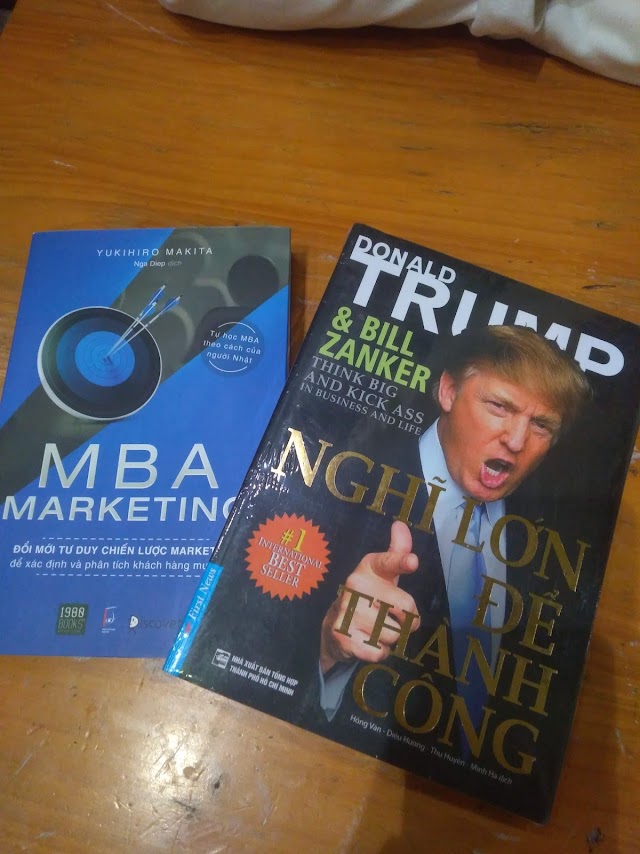 YUKIHIRO MAKITA
Nga Diep dịch
Tự học MBA
theo cách của
người Nhật
MBA
MARKETING
ĐỔI MỚI TƯ DUY CHIẾN LƯỢC MARKE
để xác định và phân tích khách hàng mụ
1980
BOOKS
Discove
DONALD
TRUMP
& BILL
ZANKER
THINK BIG
AND KICK ASS
IN BUSINESS AND LIFE
NGHĨ LỚN
ĐỂ
THÀNH
CÔNG
#1
INTERNATIONAL
BEST
SELLER
First News
NHÀ XUẤT BẢN TỔNG HỢP
THÀNH PHỐ HỒ CHÍ MINH
Hồng Vân - Diệu Hương - Thu Huyền - Minh Hà dịch